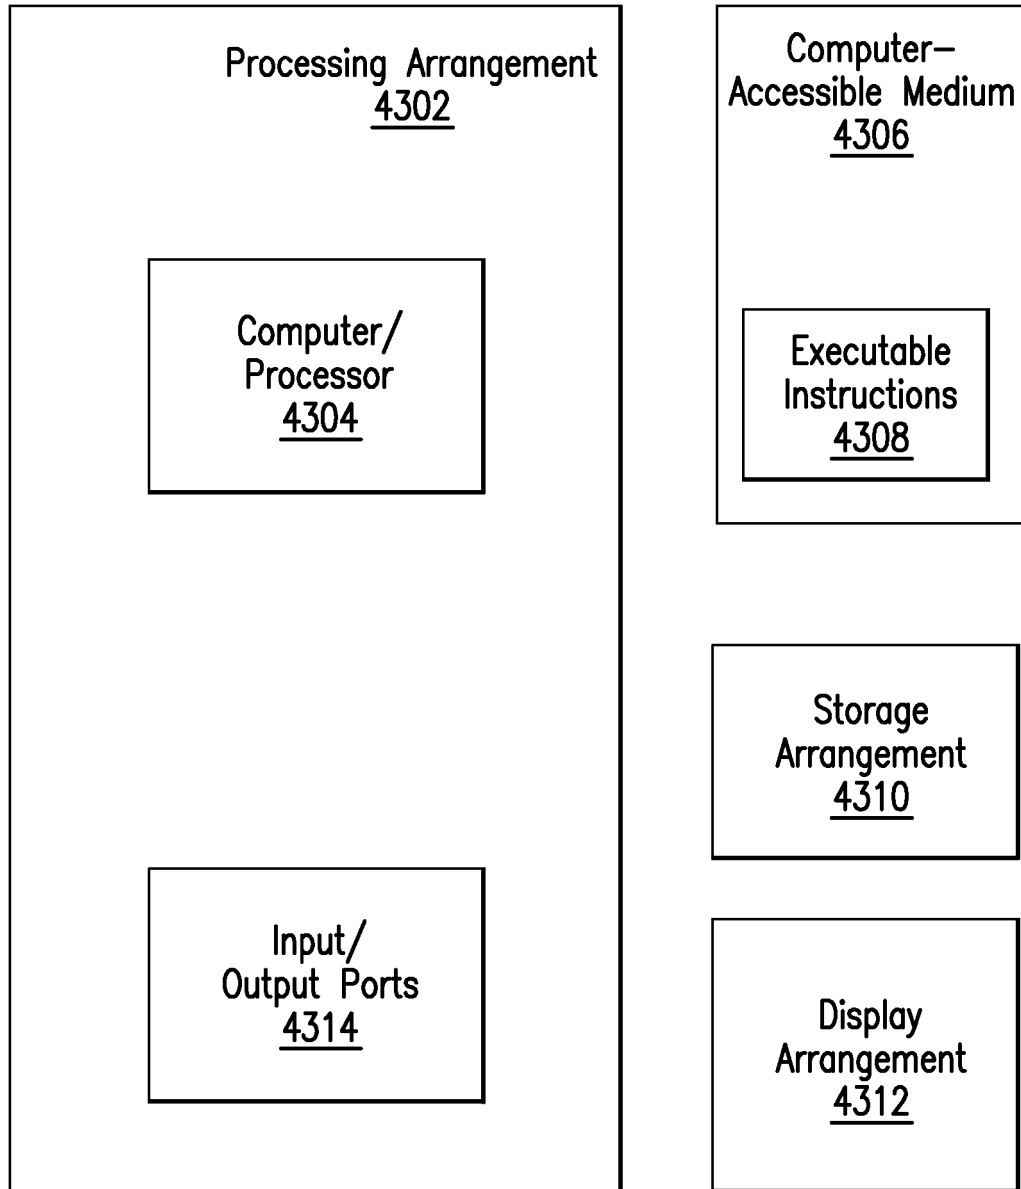 Processing Arrangement
4302
Computer/
Processor
4304
Input/
Output Ports
4314
Computer–
Accessible Medium
4306
Executable
Instructions
4308
Storage
Arrangement
4310
Display
Arrangement
4312